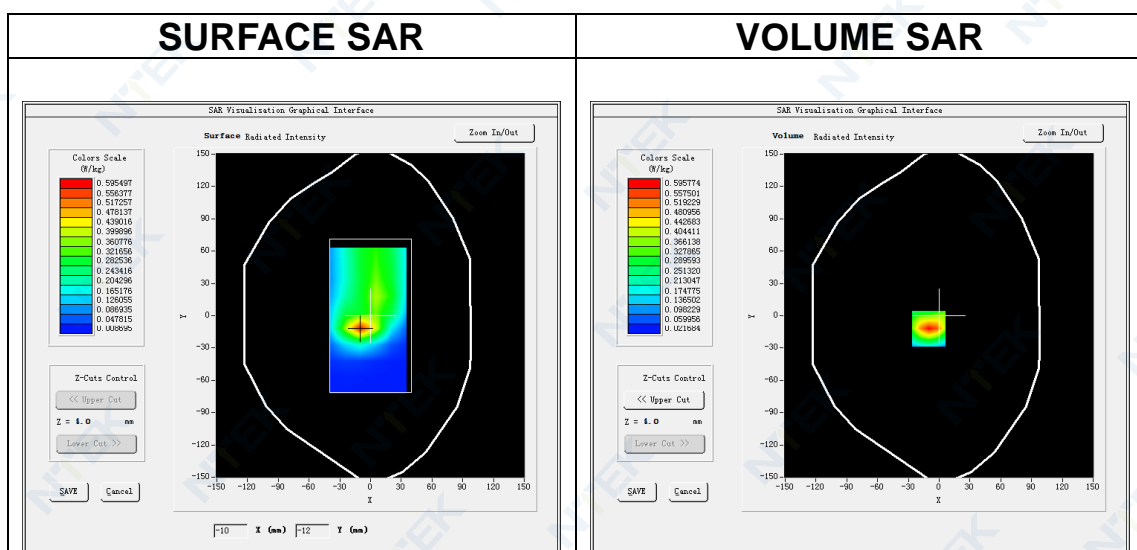 SURFACE SAR
VOLUME SAR
SAR Visualisation Graphical Interface
Surface Radiated Intensity
Zoom In/Out
Colors Scale
(W/kg)
0.595497
0.556377
0.517257
0.478137
0.439016
0.399896
0.360776
0.321656
0.282536
0.243416
0.204296
0.165176
0.126055
0.086935
0.047815
0.008695
150
120
90
60
30
0
-30
-60
-90
-120
-150
Y
-150 -120 -90 -60 -30 0 30 60 90 120 150
X
Z-Cuts Control
<< Upper Cut
Z = 4.0 mm
Lower Cut >>
SAVE Cancel
-10 X (mm) -12 Y (mm)
SAR Visualisation Graphical Interface
Volume Radiated Intensity
Zoom In/Out
Colors Scale
(W/kg)
0.595774
0.557501
0.519229
0.480956
0.442683
0.404411
0.366138
0.327865
0.289593
0.251320
0.213047
0.174775
0.136502
0.098229
0.059956
0.021684
150
120
90
60
30
0
-30
-60
-90
-120
-150
Y
-150 -120 -90 -60 -30 0 30 60 90 120 150
X
Z-Cuts Control
<< Upper Cut
Z = 4.0 mm
Lower Cut >>
SAVE Cancel
NTEK